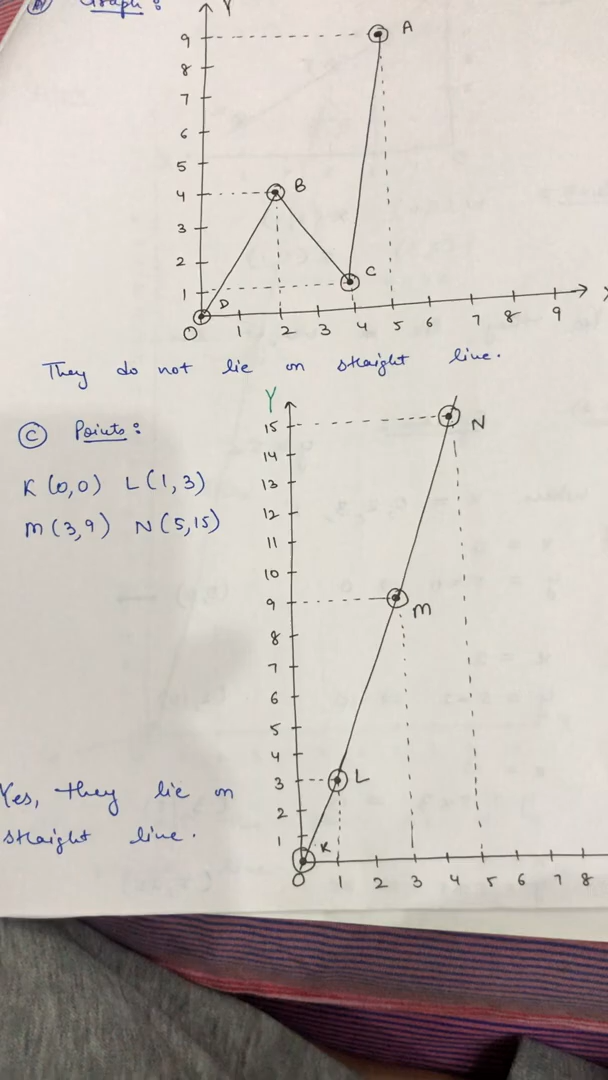 Graph:
Y
9
A
8
7
6
5
4
B
3
2
C
1
D
O
1
2
3
4
5
6
7
8
9
They do not lie on straight line.
Y
C Points:
15
N
14
K (0,0) L (1,3)
13
M (3,9) N (5,15)
12
11
10
9
M
8
7
6
5
4
3
L
Yes, they lie on
2
straight line.
1
K
O
1
2
3
4
5
6
7
8